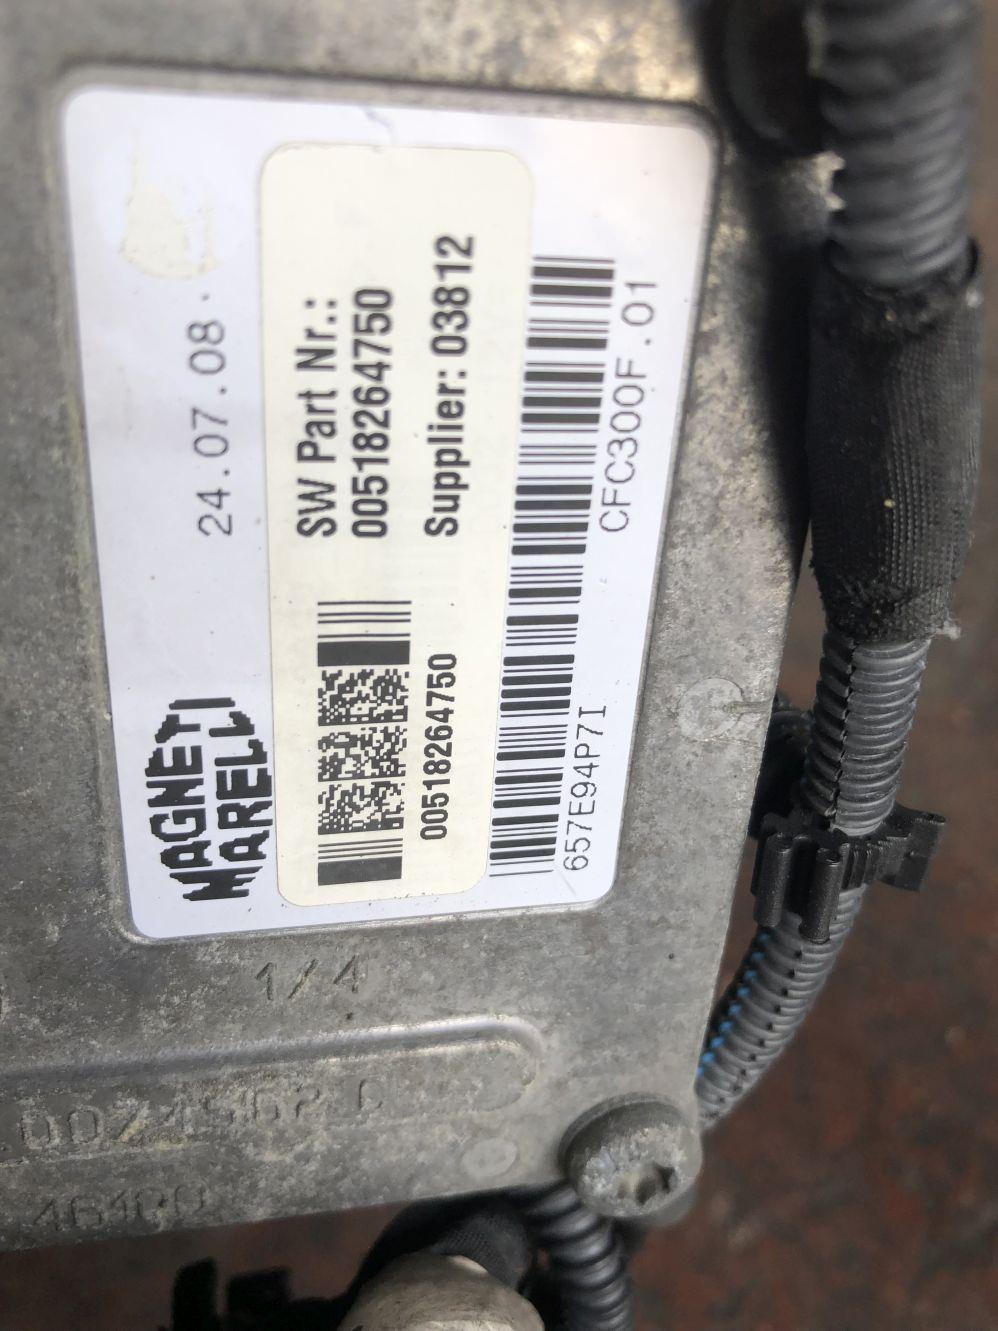 MAGNETI
MARELLI
24.07.08.
SW Part Nr.:
00518264750
00518264750
Supplier: 03812
657E94P7I
CFC300F.01
1/4